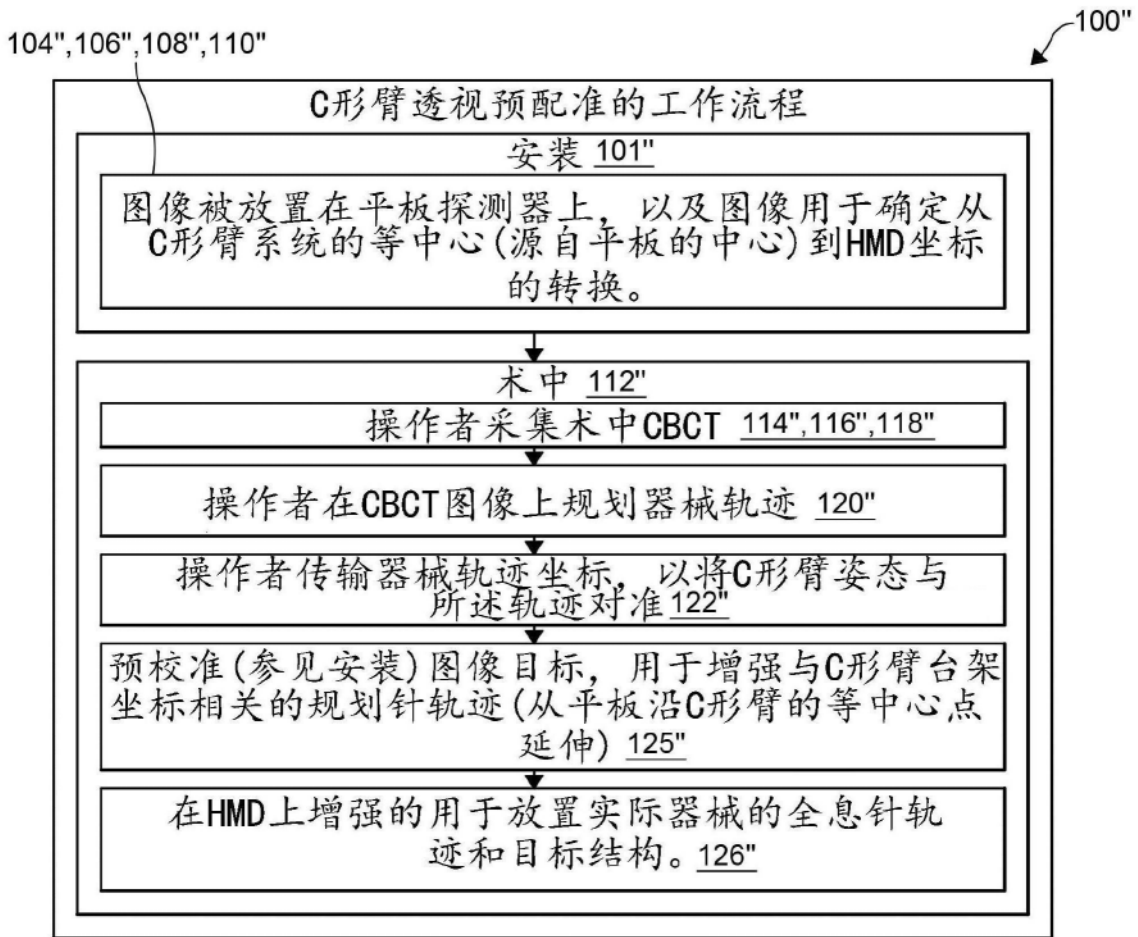 100"
104",106",108",110"
C形臂透视预配准的工作流程
安装 101"
图像被放置在平板探测器上，以及图像用于确定从
C形臂系统的等中心(源自平板的中心)到HMD坐标
的转换。
术中 112"
操作者采集术中CBCT 114",116",118"
操作者在CBCT图像上规划器械轨迹 120"
操作者传输器械轨迹坐标，以将C形臂姿态与
所述轨迹对准122"
预校准(参见安装)图像目标，用于增强与C形臂台架
坐标相关的规划针轨迹(从平板沿C形臂的等中心点
延伸) 125"
在HMD上增强的用于放置实际器械的全息针轨
迹和目标结构。126"